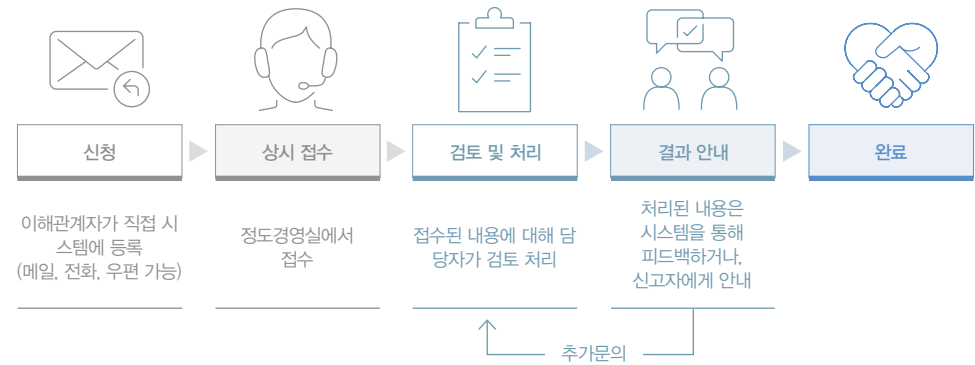 신청
상시 접수
검토 및 처리
결과 안내
완료
이해관계자가 직접 시
스템에 등록
(메일, 전화, 우편 가능)
정도경영실에서
접수
접수된 내용에 대해 담
당자가 검토 처리
처리된 내용은
시스템을 통해
피드백하거나,
신고자에게 안내
추가문의